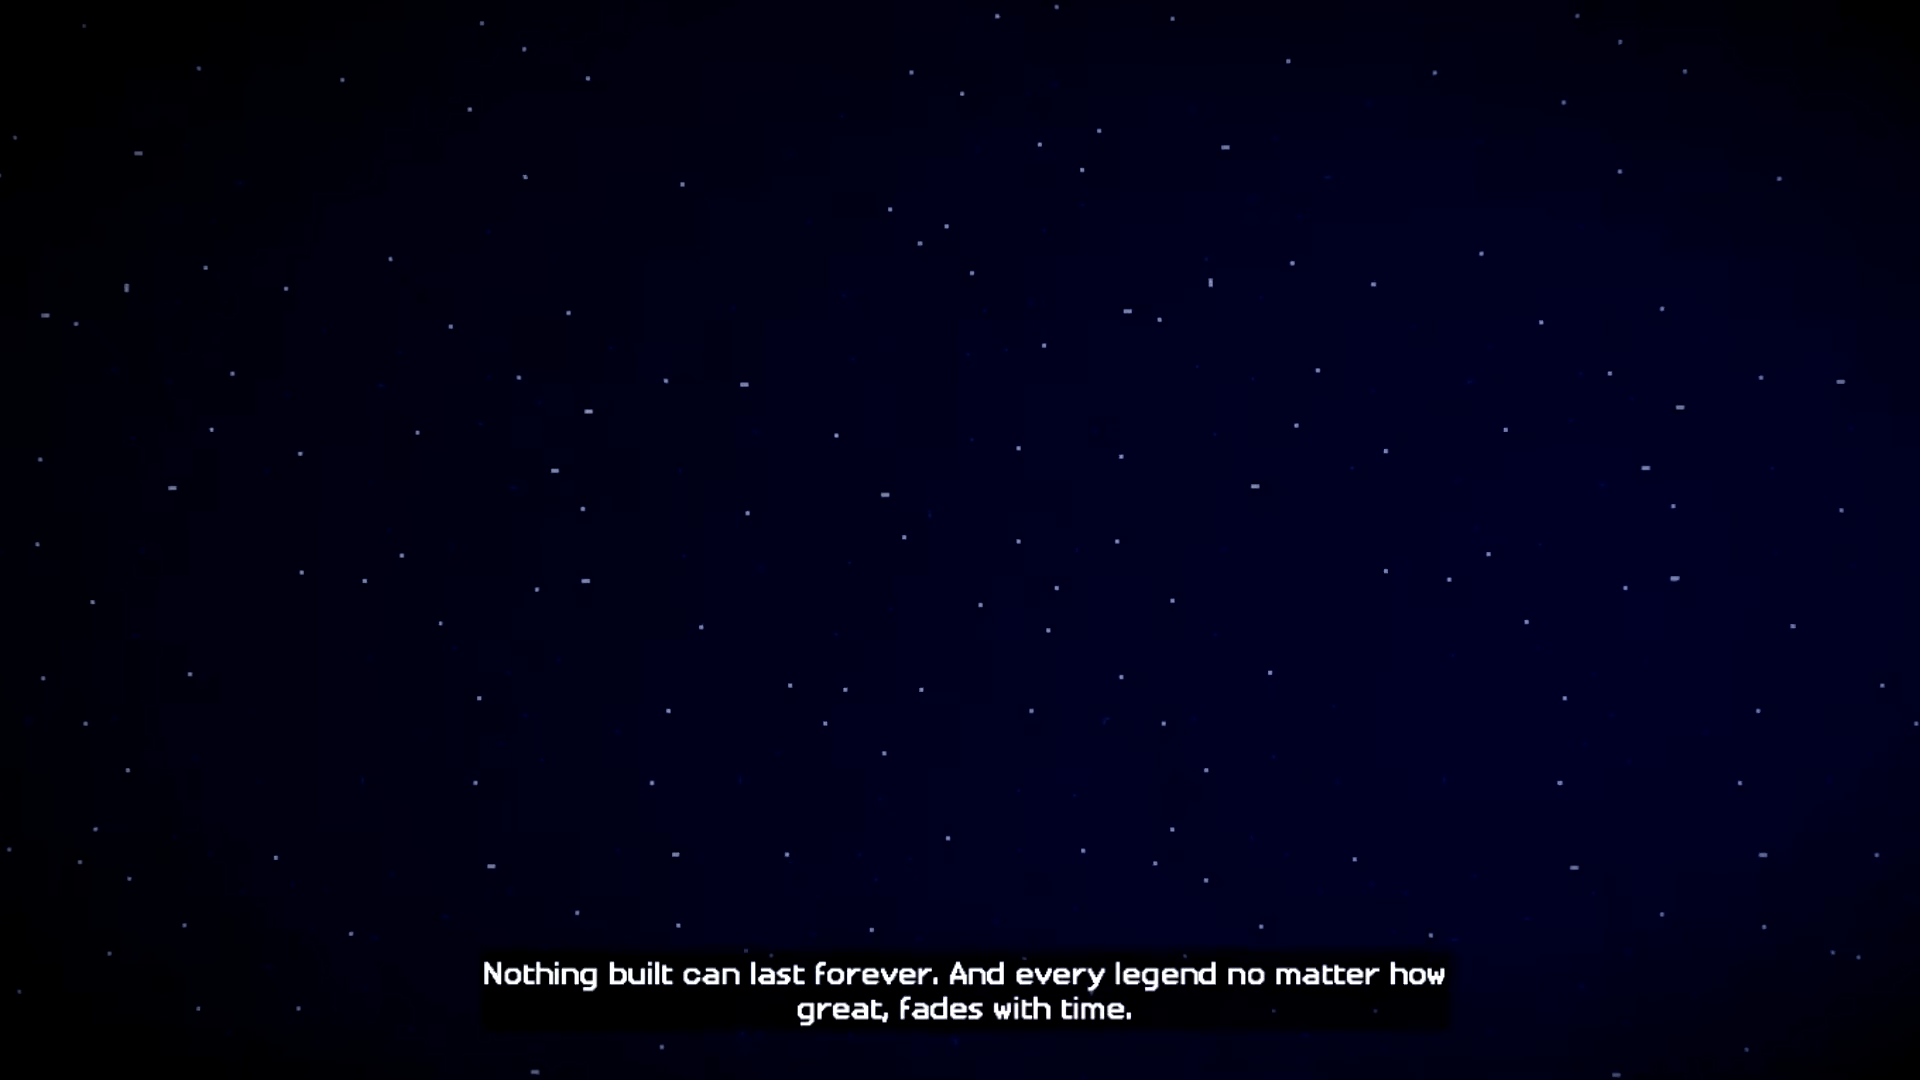 Nothing built can last forever. And every legend no matter how
great, fades with time.